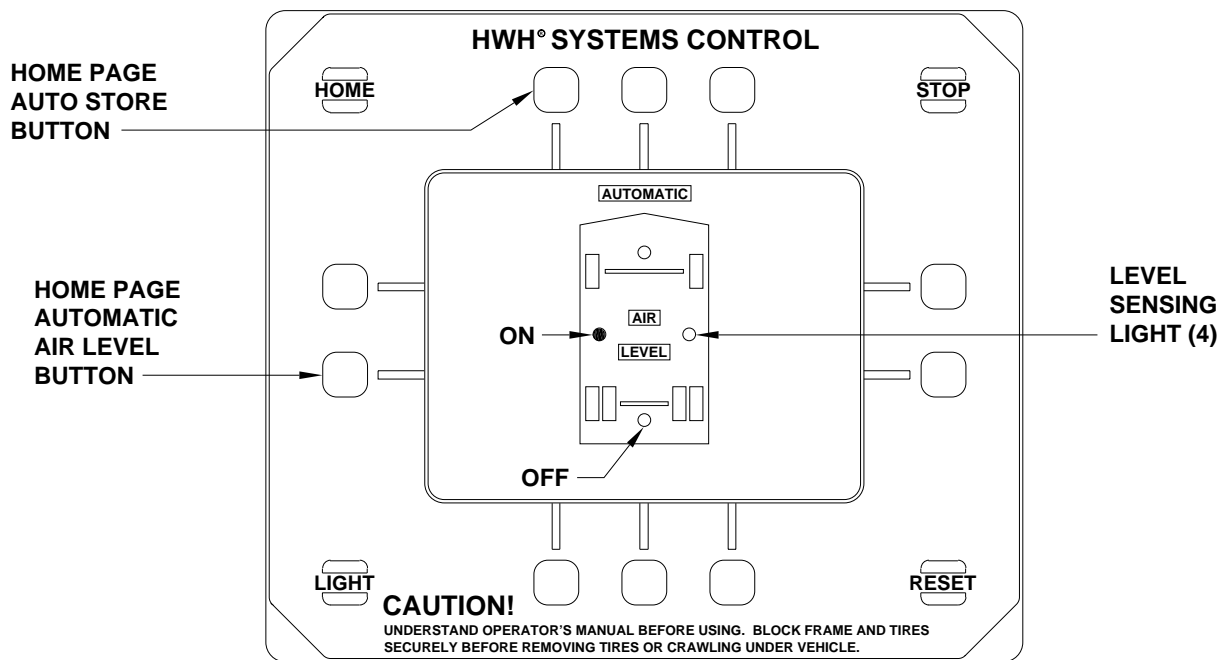 HWH® SYSTEMS CONTROL
HOME PAGE
AUTO STORE
BUTTON
HOME
STOP
AUTOMATIC
HOME PAGE
AUTOMATIC
AIR LEVEL
BUTTON
ON
AIR
LEVEL
LEVEL
SENSING
LIGHT (4)
OFF
LIGHT
RESET
CAUTION!
UNDERSTAND OPERATOR'S MANUAL BEFORE USING. BLOCK FRAME AND TIRES
SECURELY BEFORE REMOVING TIRES OR CRAWLING UNDER VEHICLE.